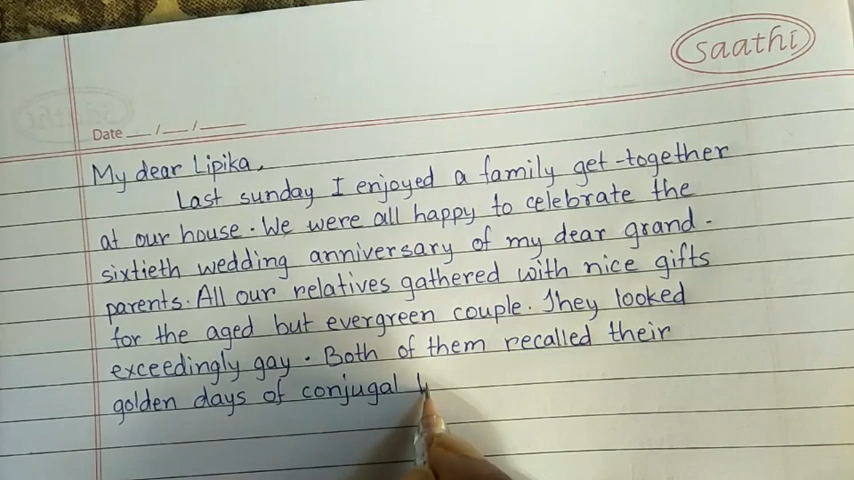 Saathi
Date __/__/____
My dear Lipika,
Last sunday I enjoyed a family get-together
at our house. We were all happy to celebrate the
sixtieth wedding anniversary of my dear grand-
parents. All our relatives gathered with nice gifts
for the aged but evergreen couple. They looked
exceedingly gay. Both of them recalled their
golden days of conjugal